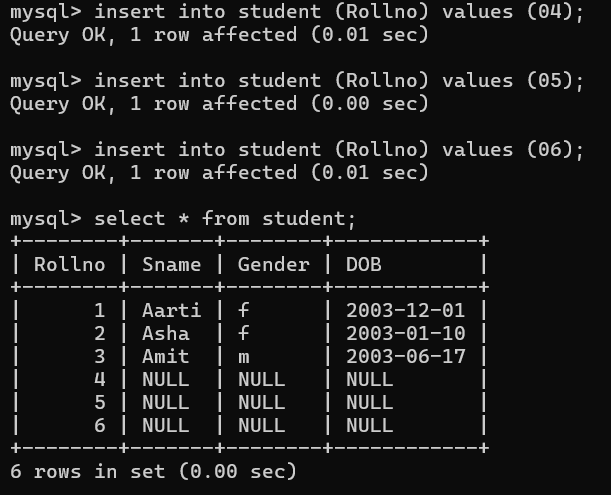 mysql> insert into student (Rollno) values (04);
Query OK, 1 row affected (0.01 sec)

mysql> insert into student (Rollno) values (05);
Query OK, 1 row affected (0.00 sec)

mysql> insert into student (Rollno) values (06);
Query OK, 1 row affected (0.01 sec)

mysql> select * from student;
+--------+-------+--------+------------+
| Rollno | Sname | Gender | DOB        |
+--------+-------+--------+------------+
|      1 | Aarti | f      | 2003-12-01 |
|      2 | Asha  | f      | 2003-01-10 |
|      3 | Amit  | m      | 2003-06-17 |
|      4 | NULL  | NULL   | NULL       |
|      5 | NULL  | NULL   | NULL       |
|      6 | NULL  | NULL   | NULL       |
+--------+-------+--------+------------+
6 rows in set (0.00 sec)